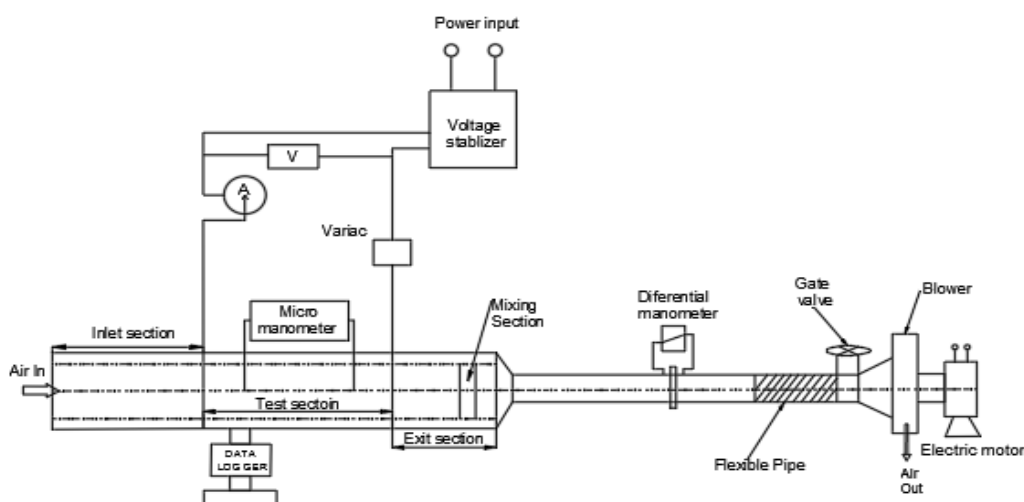 Power input
Voltage
stablizer
V
A
Variac
Micro
manometer
Mixing
Section
Diferential
manometer
Gate
valve
Blower
Inlet section
Air In
Test sectoin
Exit section
DATA
LOGGER
Flexible Pipe
Electric motor
Air
Out